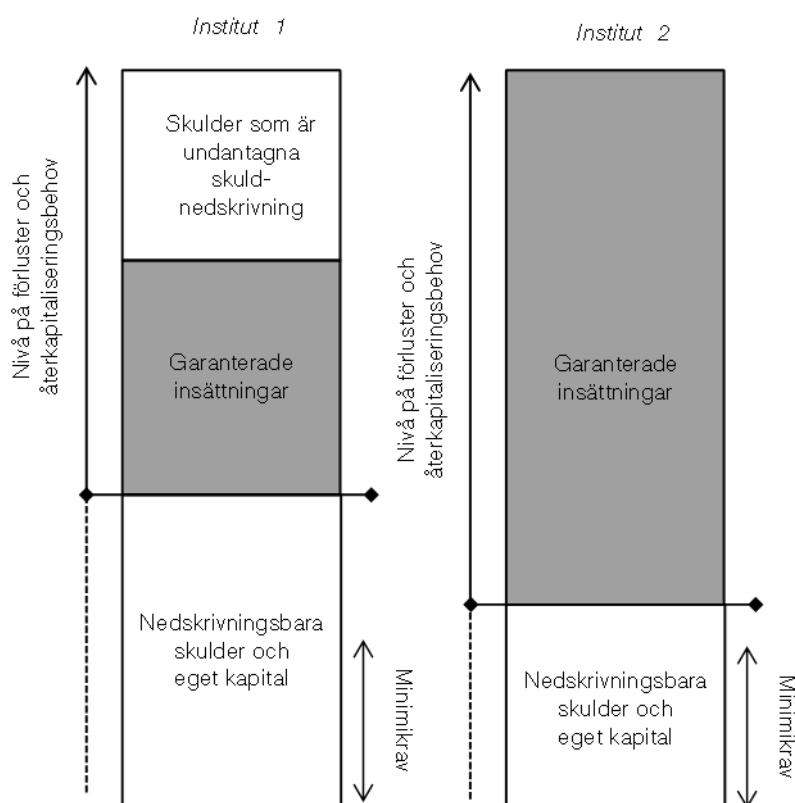 Institut 1
Skulder som är
undantagna
skuld-
nedskrivning
Nivå på förluster och
återkapitaliseringsbehov
Garanterade
insättningar
Nedskrivningsbara
skulder och
eget kapital
Minimikrav
Institut 2
Nivå på förluster och
återkapitaliseringsbehov
Garanterade
insättningar
Nedskrivningsbara
skulder och
eget kapital
Minimikrav